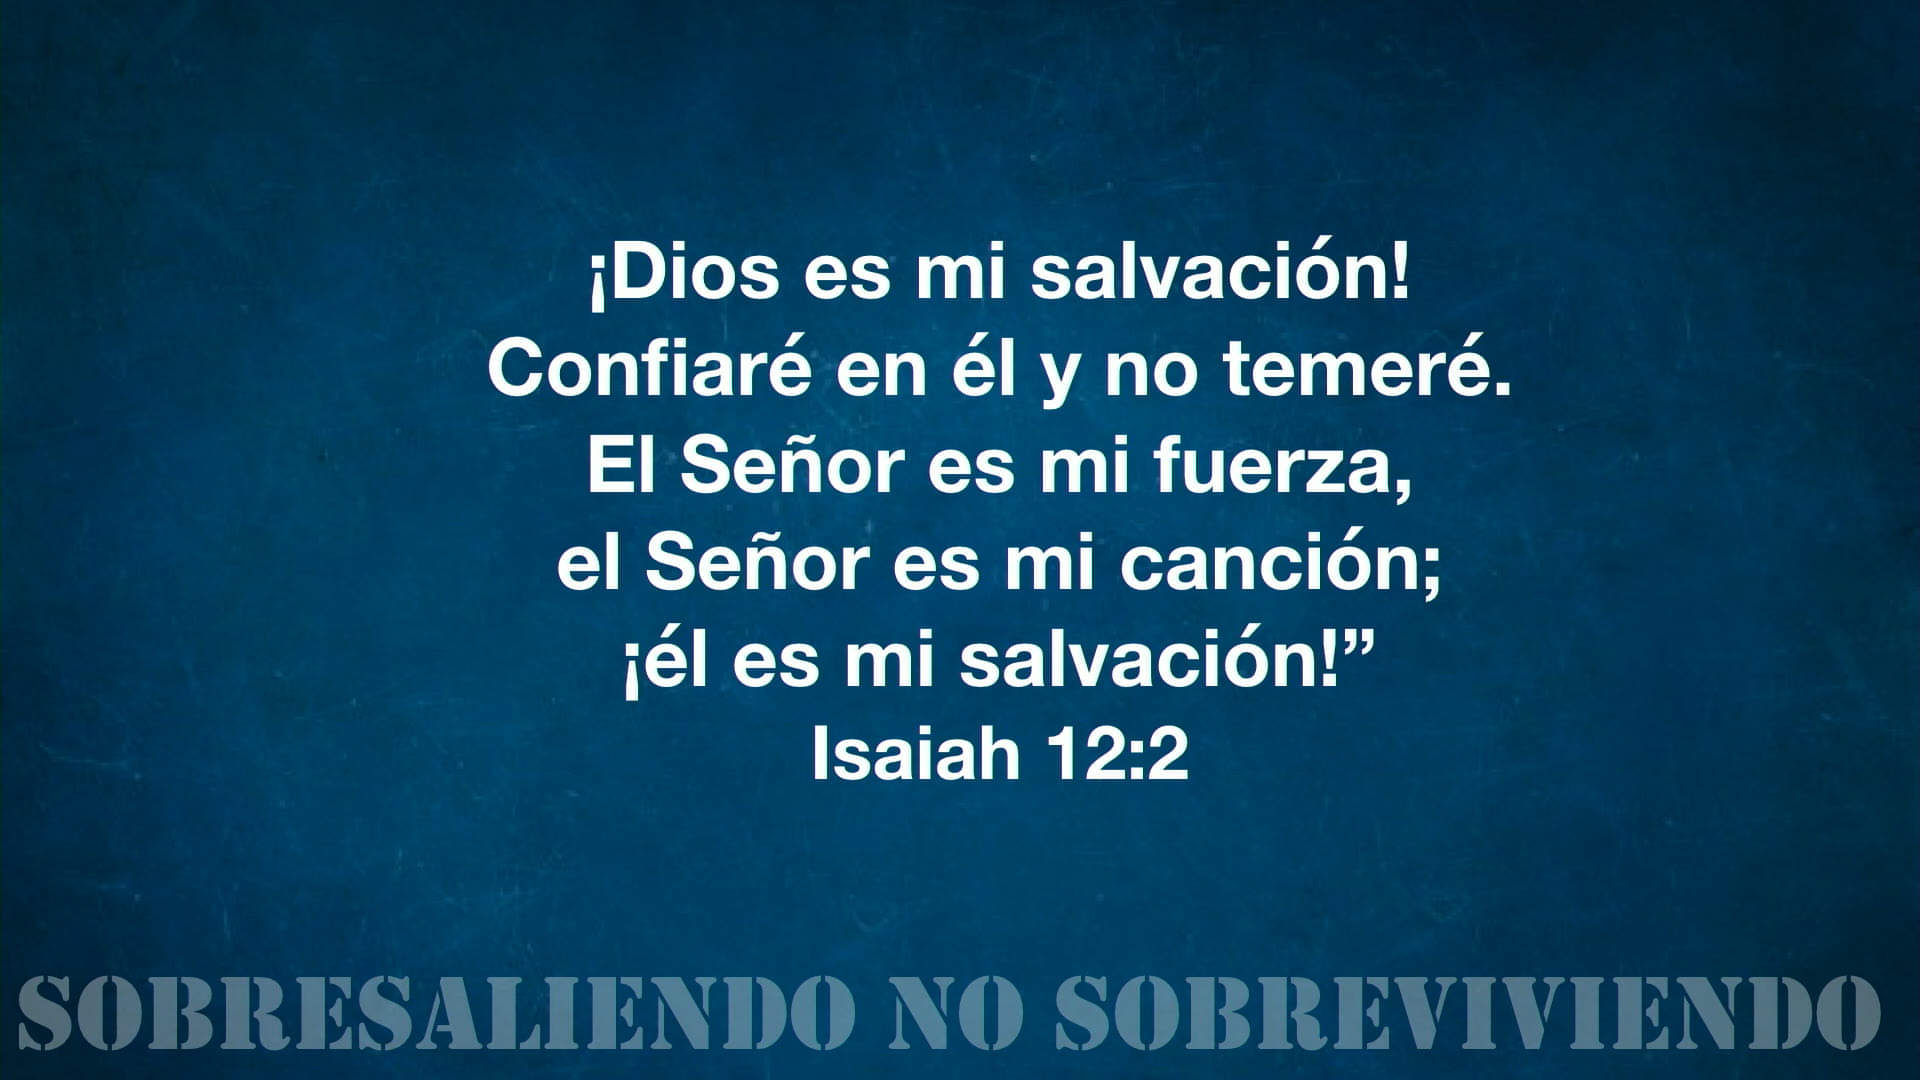 ¡Dios es mi salvación!
Confiaré en él y no temeré.
El Señor es mi fuerza,
el Señor es mi canción;
¡él es mi salvación!”
Isaiah 12:2
SOBRESALIENDO NO SOBREVIVIENDO